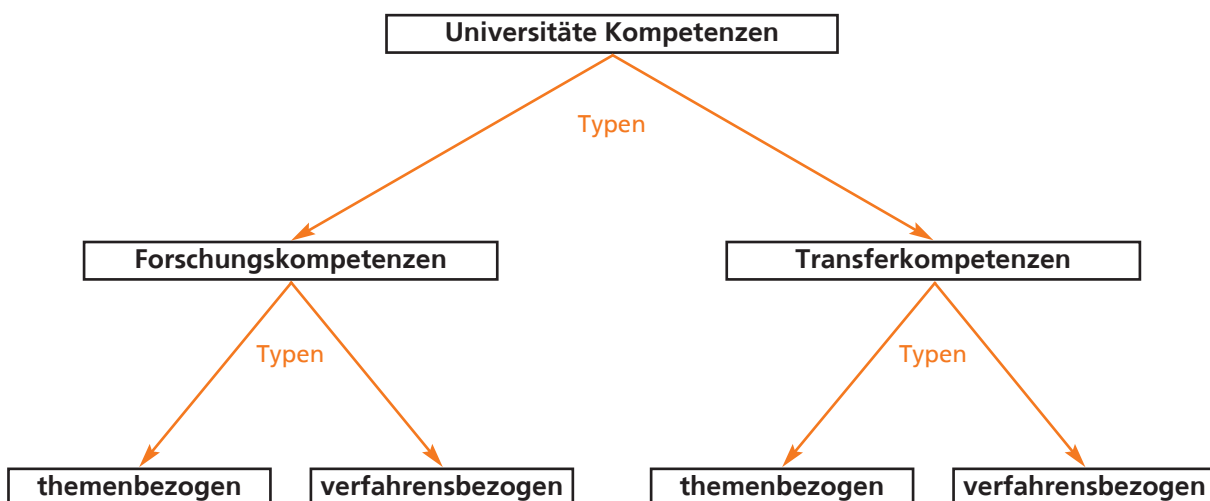 Universitäte Kompetenzen
Typen
Forschungskompetenzen
Transferkompetenzen
Typen
Typen
themenbezogen
verfahrensbezogen
themenbezogen
verfahrensbezogen